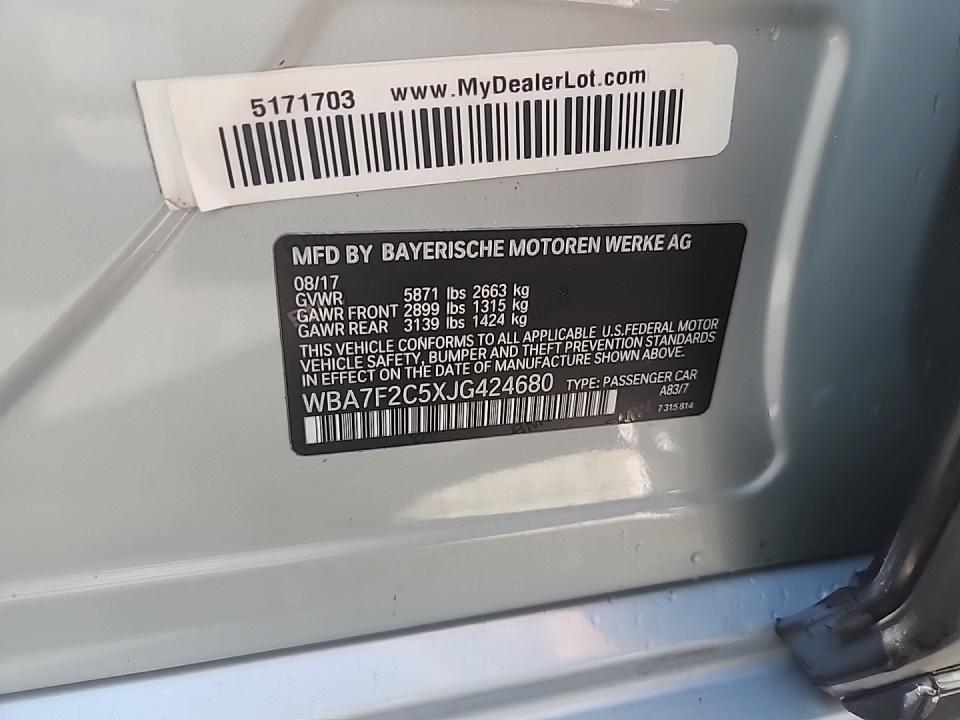 5171703 www.MyDealerLot.com
MFD BY BAYERISCHE MOTOREN WERKE AG
08/17
GVWR 5871 lbs 2663 kg
GAWR FRONT 2899 lbs 1315 kg
GAWR REAR 3139 lbs 1424 kg
THIS VEHICLE CONFORMS TO ALL APPLICABLE U.S.FEDERAL MOTOR
VEHICLE SAFETY, BUMPER AND THEFT PREVENTION STANDARDS
IN EFFECT ON THE DATE OF MANUFACTURE SHOWN ABOVE.
WBA7F2C5XJG424680 TYPE: PASSENGER CAR
A83/7
7 315 814